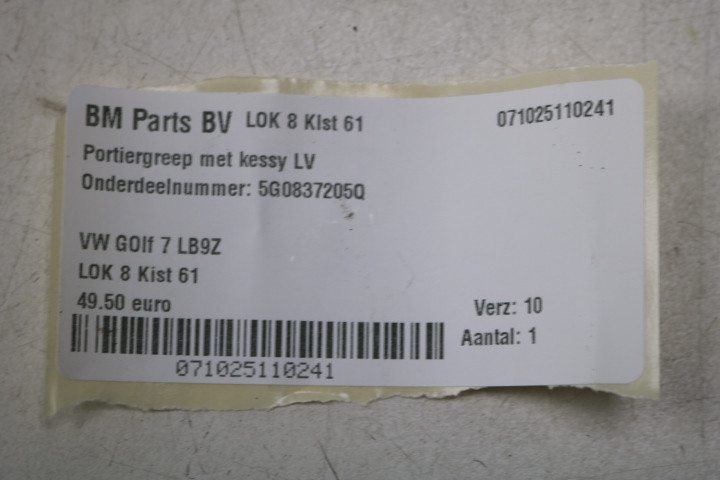 BM Parts BV LOK 8 KIst 61 071025110241
Portiergreep met kessy LV
Onderdeelnummer: 5G0837205Q
VW GOlf 7 LB9Z
LOK 8 Kist 61
49.50 euro Verz: 10
Aantal: 1
071025110241